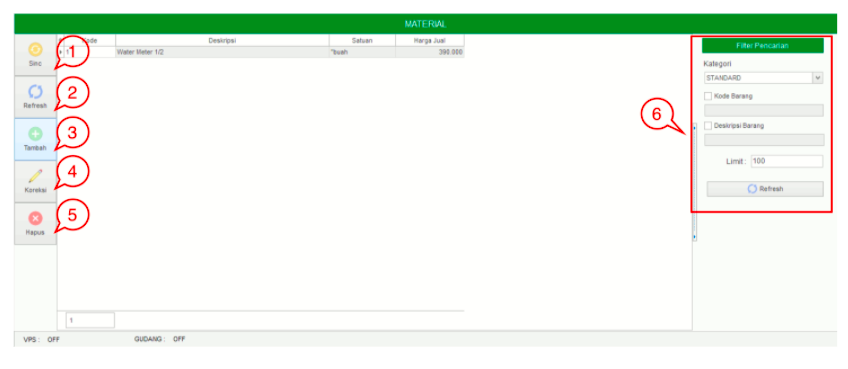 MATERIAL
Kode Deskripsi Satuan Harga Jual
1 Water Meter 1/2 "buah 390.000
Sinc
1
Refresh
2
Tambah
3
Koreksi
4
Hapus
5
6
Filter Pencarian
Kategori
STANDARD
Kode Barang
Deskripsi Barang
Limit : 100
Refresh
1
VPS : OFF GUDANG : OFF